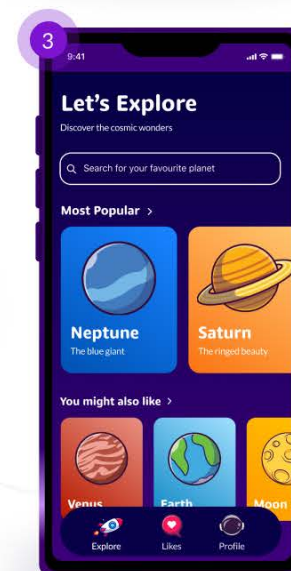 3
9:41
Let's Explore
Discover the cosmic wonders
Search for your favourite planet
Most Popular >
Neptune
The blue giant
Saturn
The ringed beauty
You might also like >
Venus
Earth
Moon
Explore
Likes
Profile